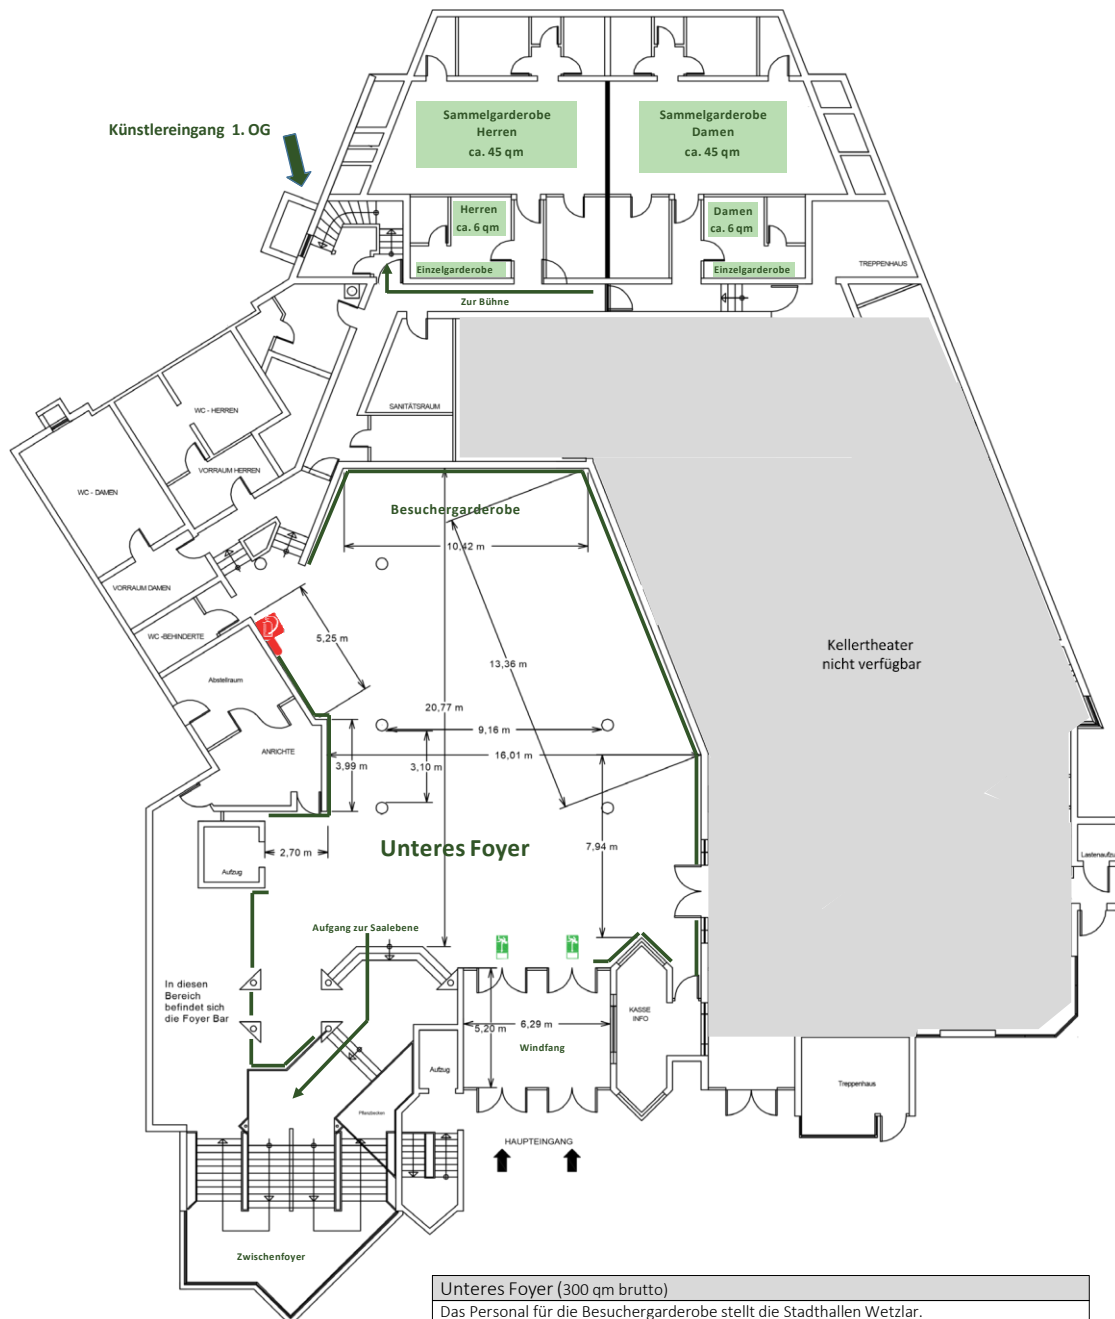 Künstlereingang 1. OG
Sammelgarderobe
Herren
ca. 45 qm
Sammelgarderobe
Damen
ca. 45 qm
Herren
ca. 6 qm
Einzelgarderobe
Damen
ca. 6 qm
Einzelgarderobe
TREPPENHAUS
Zur Bühne
SANITÄTSRAUM
WC - HERREN
VORRAUM HERREN
WC - DAMEN
VORRAUM DAMEN
WC -BEHINDERTE
Besuchergarderobe
10,42 m
5,25 m
13,36 m
Kellertheater
nicht verfügbar
Abstellraum
20,77 m
9,16 m
ANRICHTE
16,01 m
3,99 m
3,10 m
7,94 m
Unteres Foyer
2,70 m
Aufzug
Lastenaufzu
Aufgang zur Saalebene
In diesen
Bereich
befindet sich
die Foyer Bar
5,20 m
6,29 m
KASSE
INFO
Windfang
Aufzug
Pflanzbecken
Treppenhaus
HAUPTEINGANG
Zwischenfoyer
Unteres Foyer (300 qm brutto)
Das Personal für die Besuchergarderobe stellt die Stadthallen Wetzlar.